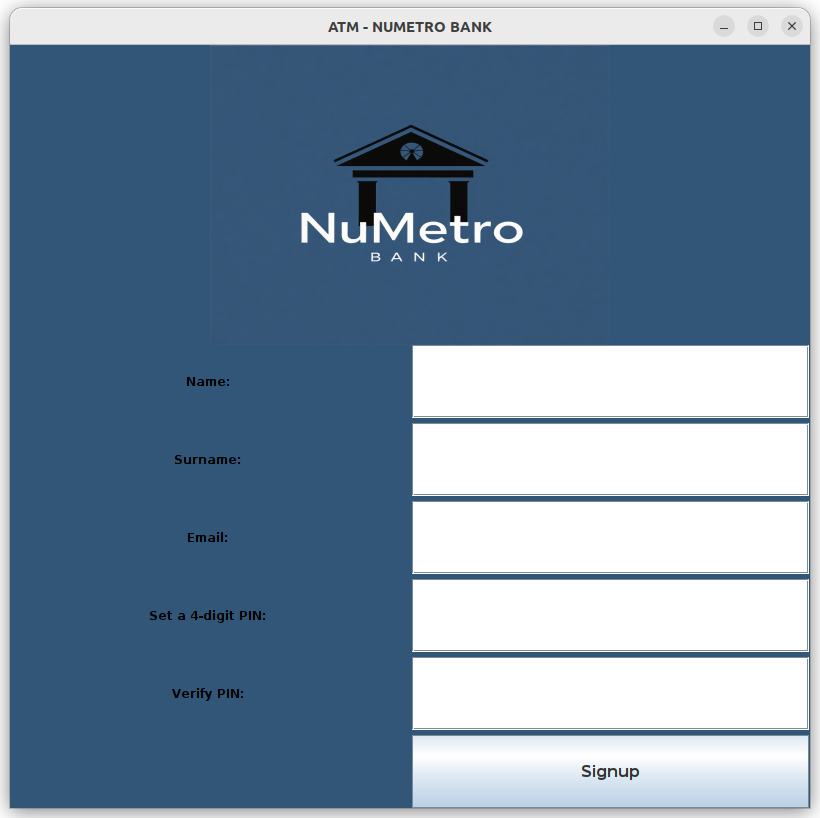 ATM - NUMETRO BANK
NuMetro
BANK
Name:
Surname:
Email:
Set a 4-digit PIN:
Verify PIN:
Signup